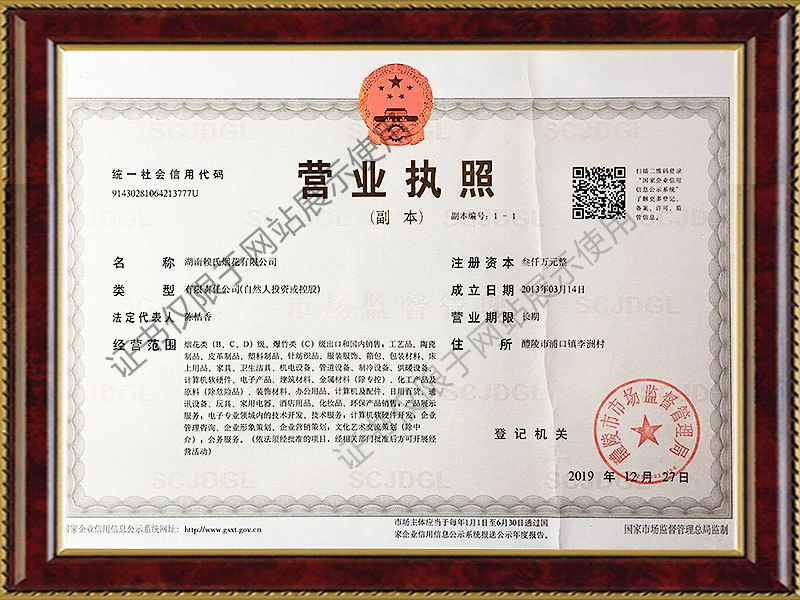 统一社会信用代码
91430281064213777U
营业执照
(副本) 副本编号：1-1
扫描二维码登录
"国家企业信用
信息公示系统"
了解更多登记、
备案、许可、监
管信息。
名称 湖南模氏烟花有限公司
类型 有限责任公司(自然人投资或控股)
法定代表人
经营范围 烟花类（B、C、D）级、爆竹类（C）级出口和国内销售；工艺品、陶瓷
制品、皮革制品、塑料制品、针纺织品、服装服饰、箱包、包装材料、床
上用品、家具、卫生洁具、机电设备、管道设备、制冷设备、供暖设备、
计算机软硬件、电子产品、建筑材料、金属材料（除专控）、化工产品及
原料（除危险品）、装饰材料、办公用品、计算机及配件、日用百货、通
讯设备、玩具、家用电器、酒店用品、化妆品、环保产品销售；产品展示
服务；电子专业领域内的技术开发、技术服务；计算机软硬件开发；企业
管理咨询、企业形象策划、企业营销策划；文化艺术交流策划（除中
介）；会务服务。（依法须经批准的项目，经相关部门批准后方可开展经
营活动）
注册资本 叁仟万元整
成立日期 2013年03月14日
营业期限 长期
住所 醴陵市浦口镇李洲村
登记机关
醴陵市市场监督管理局
2019 年 12月 27日
国家企业信用信息公示系统网址：http://www.gsxt.gov.cn
市场主体应当于每年1月1日至6月30日通过国
家企业信用信息公示系统报送公示年度报告。
国家市场监督管理总局监制
证书权限于网站展示使用
证书权限于网站展示使用
SCJDGL
市场监督管理